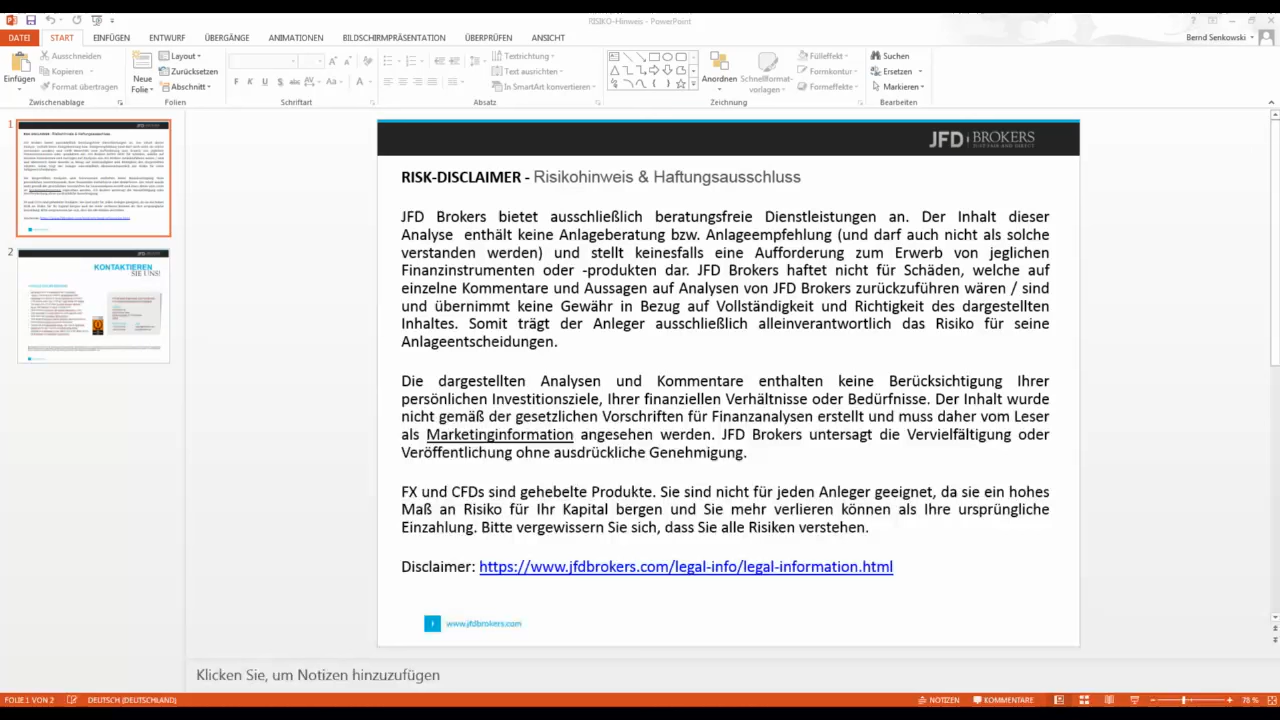 RISIKO-Hinweis - PowerPoint
DATEI START EINFÜGEN ENTWURF ÜBERGÄNGE ANIMATIONEN BILDSCHIRMPRÄSENTATION ÜBERPRÜFEN ANSICHT Bernd Senkowski
Ausschneiden Layout Textrichtung Fülleffekt Suchen
Kopieren Zurücksetzen Text ausrichten Formkontur Ersetzen
Format übertragen Abschnitt In SmartArt konvertieren Formeffekte Markieren
Einfügen Neue Folie Anordnen Schnellformat-vorlagen
F K U S abc AV Aa A
Zwischenablage Folien Schriftart Absatz Zeichnung Bearbeiten
1
2
KONTAKTIEREN
SIE UNS!
JFD BROKERS
JUST FAIR AND DIRECT
RISK-DISCLAIMER - Risikohinweis & Haftungsausschluss
JFD Brokers bietet ausschließlich beratungsfreie Dienstleistungen an. Der Inhalt dieser
Analyse enthält keine Anlageberatung bzw. Anlageempfehlung (und darf auch nicht als solche
verstanden werden) und stellt keinesfalls eine Aufforderung zum Erwerb von jeglichen
Finanzinstrumenten oder -produkten dar. JFD Brokers haftet nicht für Schäden, welche auf
einzelne Kommentare und Aussagen auf Analysen von JFD Brokers zurückzuführen wären / sind
und übernimmt keine Gewähr in Bezug auf Vollständigkeit und Richtigkeit des dargestellten
Inhaltes. Somit trägt der Anleger ausschließlich alleinverantwortlich das Risiko für seine
Anlageentscheidungen.
Die dargestellten Analysen und Kommentare enthalten keine Berücksichtigung Ihrer
persönlichen Investitionsziele, Ihrer finanziellen Verhältnisse oder Bedürfnisse. Der Inhalt wurde
nicht gemäß der gesetzlichen Vorschriften für Finanzanalysen erstellt und muss daher vom Leser
als Marketinginformation angesehen werden. JFD Brokers untersagt die Vervielfältigung oder
Veröffentlichung ohne ausdrückliche Genehmigung.
FX und CFDs sind gehebelte Produkte. Sie sind nicht für jeden Anleger geeignet, da sie ein hohes
Maß an Risiko für Ihr Kapital bergen und Sie mehr verlieren können als Ihre ursprüngliche
Einzahlung. Bitte vergewissern Sie sich, dass Sie alle Risiken verstehen.
Disclaimer: https://www.jfdbrokers.com/legal-info/legal-information.html
www.jfdbrokers.com
Klicken Sie, um Notizen hinzuzufügen
FOLIE 1 VON 2 DEUTSCH (DEUTSCHLAND) NOTIZEN KOMMENTARE 78 %